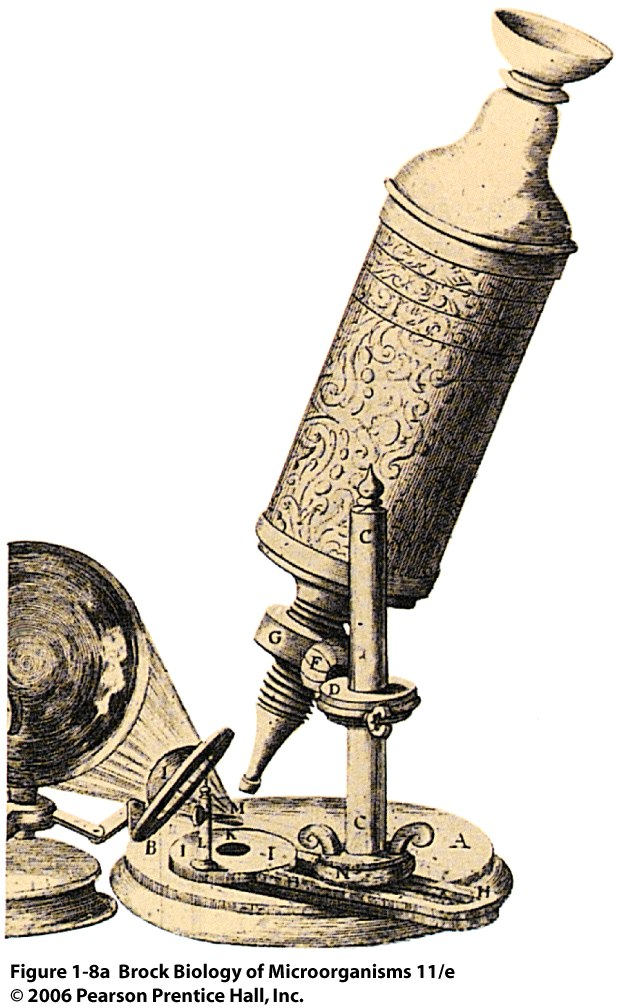 C
G
F
D
I
M
C
K
B
I
L
I
A
N
H
H
Figure 1-8a Brock Biology of Microorganisms 11/e
© 2006 Pearson Prentice Hall, Inc.